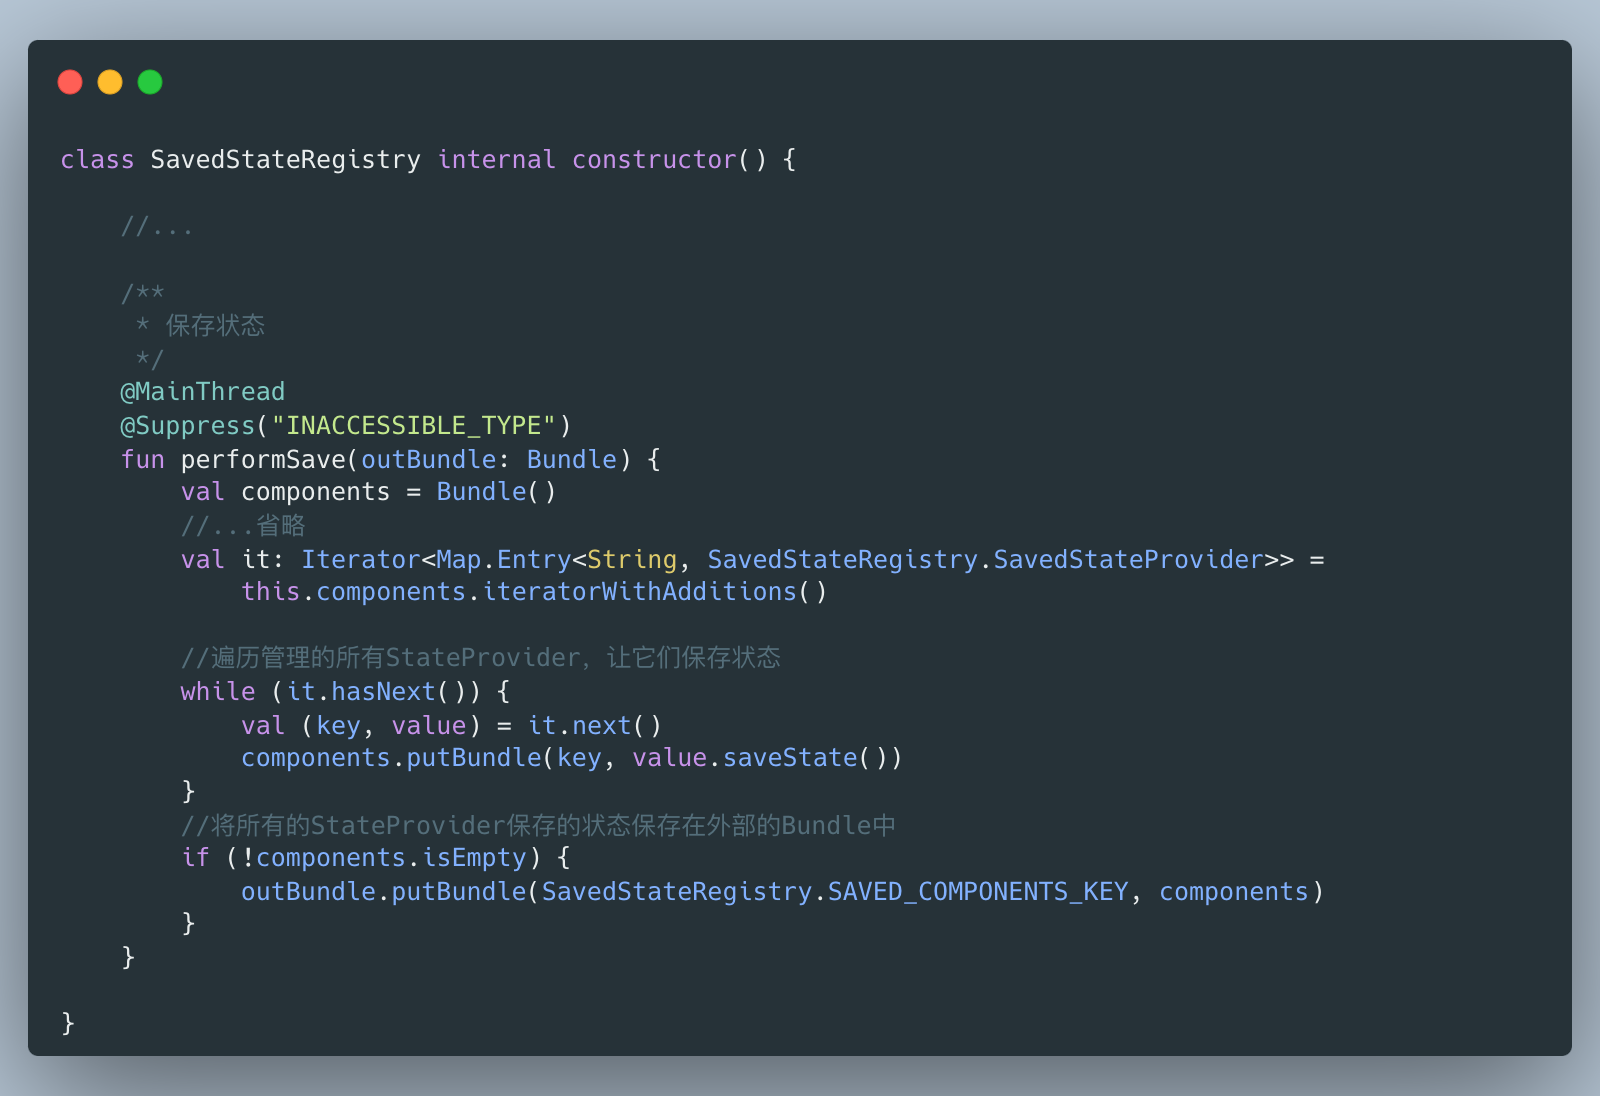 class SavedStateRegistry internal constructor() {
//...
/**
* 保存状态
*/
@MainThread
@Suppress("INACCESSIBLE_TYPE")
fun performSave(outBundle: Bundle) {
val components = Bundle()
//...省略
val it: Iterator<Map.Entry<String, SavedStateRegistry.SavedStateProvider>> =
this.components.iteratorWithAdditions()
//遍历管理的所有StateProvider，让它们保存状态
while (it.hasNext()) {
val (key, value) = it.next()
components.putBundle(key, value.saveState())
}
//将所有的StateProvider保存的状态保存在外部的Bundle中
if (!components.isEmpty) {
outBundle.putBundle(SavedStateRegistry.SAVED_COMPONENTS_KEY, components)
}
}
}